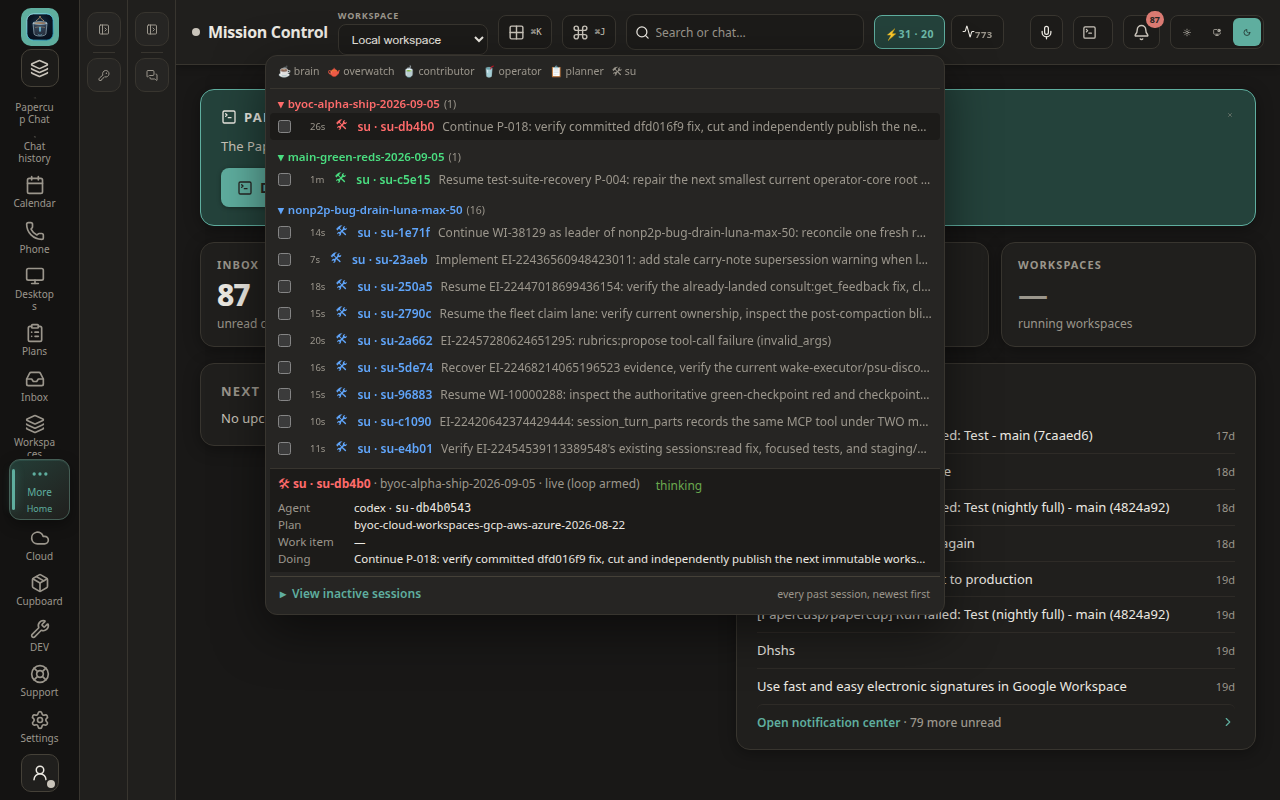 Papercu
p Chat
Chat
history
Calendar
Phone
Desktop
s
Plans
Inbox
Workspa
ces
More
Home
Cloud
Cupboard
DEV
Support
Settings
Mission Control
WORKSPACE
Local workspace
⌘K
⌘J
Search or chat...
⚡31 · 20
773
87
☕ brain 🫖 overwatch 🍵 contributor 🥤 operator 📋 planner 🛠 su
▾ byoc-alpha-ship-2026-09-05 (1)
26s 🛠 su · su-db4b0 Continue P-018: verify committed dfd016f9 fix, cut and independently publish the ne...
▾ main-green-reds-2026-09-05 (1)
1m 🛠 su · su-c5e15 Resume test-suite-recovery P-004: repair the next smallest current operator-core root ...
▾ nonp2p-bug-drain-luna-max-50 (16)
14s 🛠 su · su-1e71f Continue WI-38129 as leader of nonp2p-bug-drain-luna-max-50: reconcile one fresh r...
7s 🛠 su · su-23aeb Implement EI-22436560948423011: add stale carry-note supersession warning when l...
18s 🛠 su · su-250a5 Resume EI-22447018699436154: verify the already-landed consult:get_feedback fix, cl...
15s 🛠 su · su-2790c Resume the fleet claim lane: verify current ownership, inspect the post-compaction bli...
20s 🛠 su · su-2a662 EI-22457280624651295: rubrics:propose tool-call failure (invalid_args)
16s 🛠 su · su-5de74 Recover EI-22468214065196523 evidence, verify the current wake-executor/psu-disco...
15s 🛠 su · su-96883 Resume WI-10000288: inspect the authoritative green-checkpoint red and checkpoint...
10s 🛠 su · su-c1090 EI-22420642374429444: session_turn_parts records the same MCP tool under TWO m...
11s 🛠 su · su-e4b01 Verify EI-22454539113389548's existing sessions:read fix, focused tests, and staging/...
🛠 su · su-db4b0 · byoc-alpha-ship-2026-09-05 · live (loop armed) thinking
Agent codex · su-db4b0543
Plan byoc-cloud-workspaces-gcp-aws-azure-2026-08-22
Work item —
Doing Continue P-018: verify committed dfd016f9 fix, cut and independently publish the next immutable works...
▸ View inactive sessions every past session, newest first
PA
The Pap
×
INBOX
87
unread
WORKSPACES
—
running workspaces
NEXT
No upc
ed: Test - main (7caaed6) 17d
e 18d
ed: Test (nightly full) - main (4824a92) 18d
again 18d
t to production 19d
[Papercusp/papercup] Run failed: Test (nightly full) - main (4824a92) 19d
Dhshs 19d
Use fast and easy electronic signatures in Google Workspace 19d
Open notification center · 79 more unread